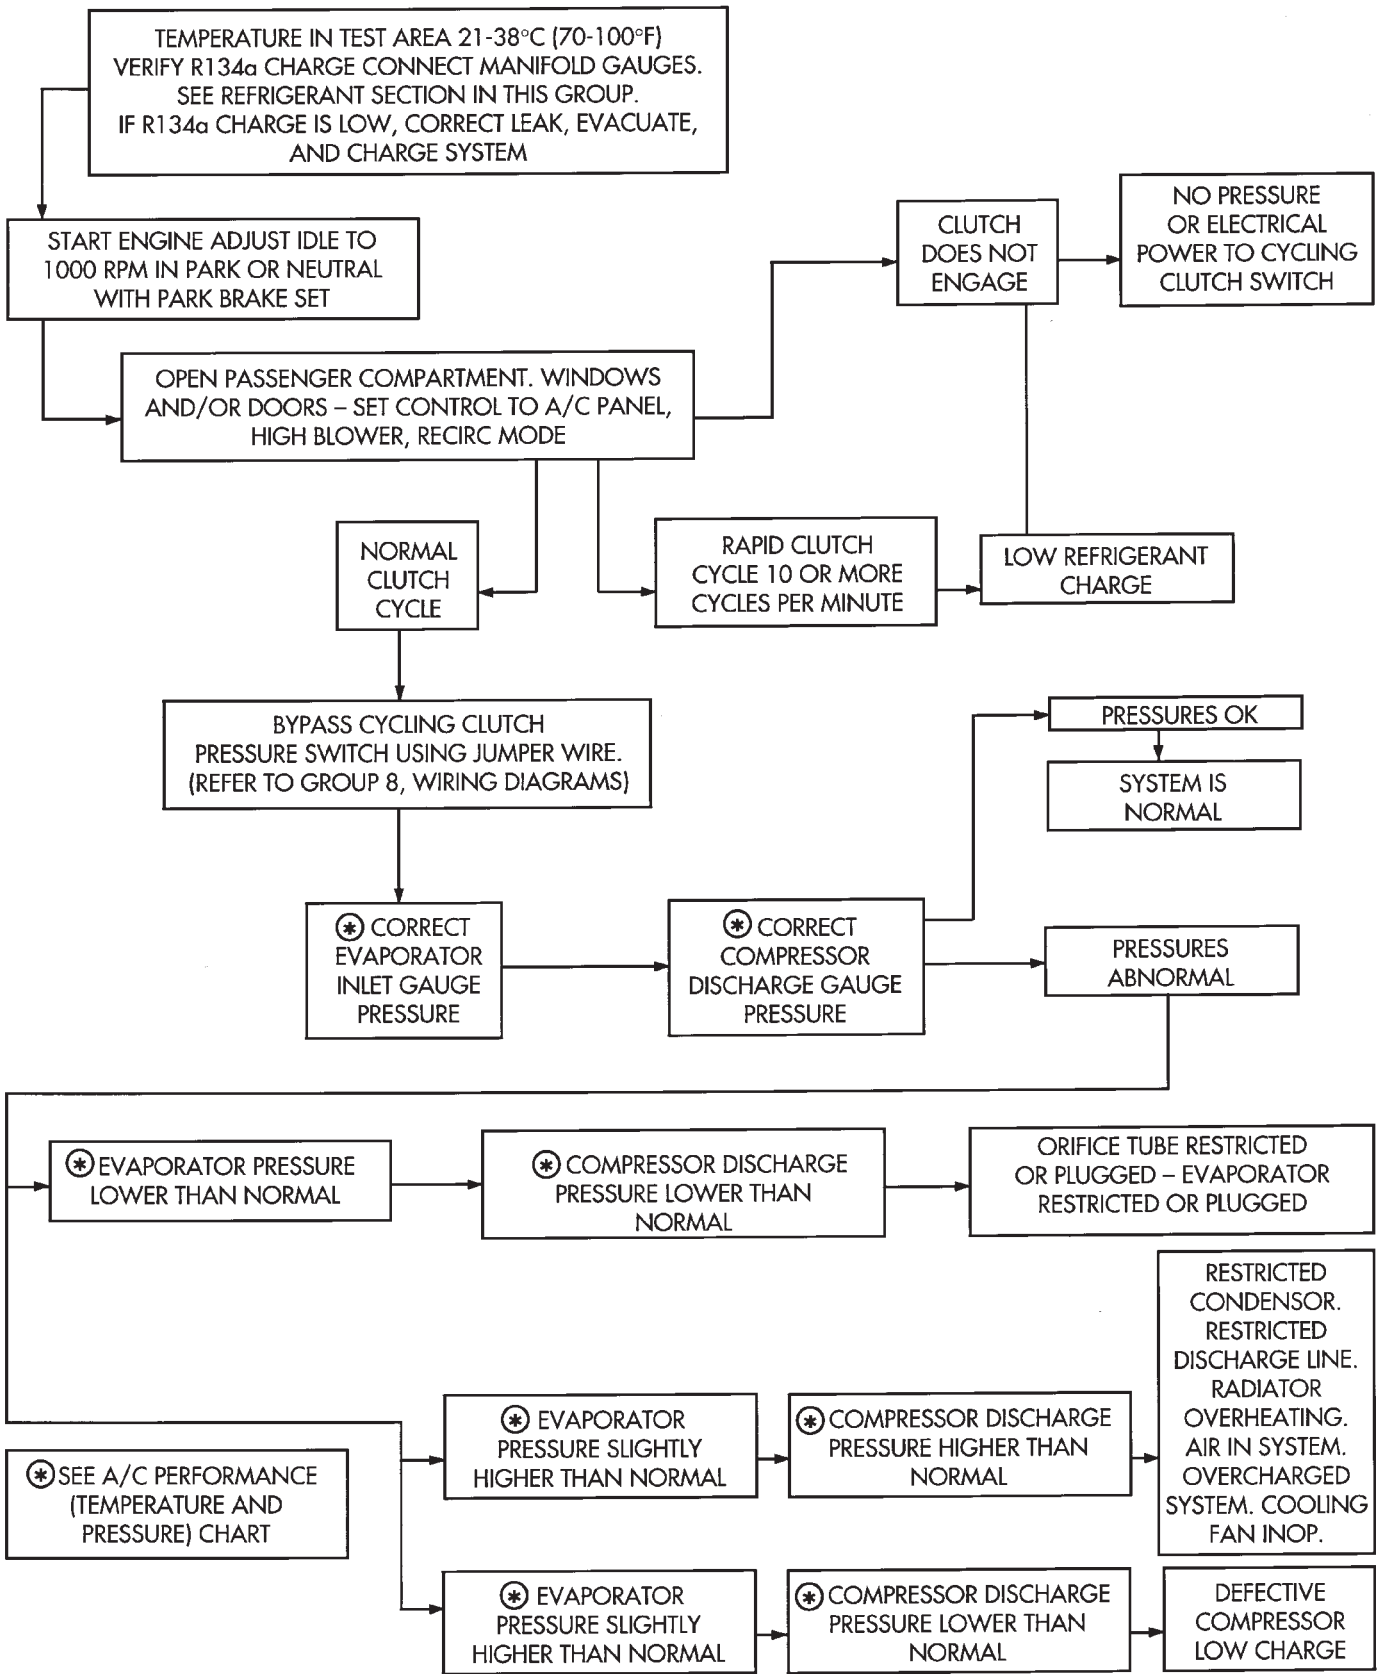 TEMPERATURE IN TEST AREA 21-38°C (70-100°F)
VERIFY R134a CHARGE CONNECT MANIFOLD GAUGES.
SEE REFRIGERANT SECTION IN THIS GROUP.
IF R134a CHARGE IS LOW, CORRECT LEAK, EVACUATE,
AND CHARGE SYSTEM
START ENGINE ADJUST IDLE TO
1000 RPM IN PARK OR NEUTRAL
WITH PARK BRAKE SET
CLUTCH
DOES NOT
ENGAGE
NO PRESSURE
OR ELECTRICAL
POWER TO CYCLING
CLUTCH SWITCH
OPEN PASSENGER COMPARTMENT. WINDOWS
AND/OR DOORS – SET CONTROL TO A/C PANEL,
HIGH BLOWER, RECIRC MODE
NORMAL
CLUTCH
CYCLE
RAPID CLUTCH
CYCLE 10 OR MORE
CYCLES PER MINUTE
LOW REFRIGERANT
CHARGE
BYPASS CYCLING CLUTCH
PRESSURE SWITCH USING JUMPER WIRE.
(REFER TO GROUP 8, WIRING DIAGRAMS)
PRESSURES OK
SYSTEM IS
NORMAL
* CORRECT
EVAPORATOR
INLET GAUGE
PRESSURE
* CORRECT
COMPRESSOR
DISCHARGE GAUGE
PRESSURE
PRESSURES
ABNORMAL
* EVAPORATOR PRESSURE
LOWER THAN NORMAL
* COMPRESSOR DISCHARGE
PRESSURE LOWER THAN
NORMAL
ORIFICE TUBE RESTRICTED
OR PLUGGED – EVAPORATOR
RESTRICTED OR PLUGGED
* EVAPORATOR
PRESSURE SLIGHTLY
HIGHER THAN NORMAL
* COMPRESSOR DISCHARGE
PRESSURE HIGHER THAN
NORMAL
RESTRICTED
CONDENSOR.
RESTRICTED
DISCHARGE LINE.
RADIATOR
OVERHEATING.
AIR IN SYSTEM.
OVERCHARGED
SYSTEM. COOLING
FAN INOP.
* SEE A/C PERFORMANCE
(TEMPERATURE AND
PRESSURE) CHART
* EVAPORATOR
PRESSURE SLIGHTLY
HIGHER THAN NORMAL
* COMPRESSOR DISCHARGE
PRESSURE LOWER THAN
NORMAL
DEFECTIVE
COMPRESSOR
LOW CHARGE